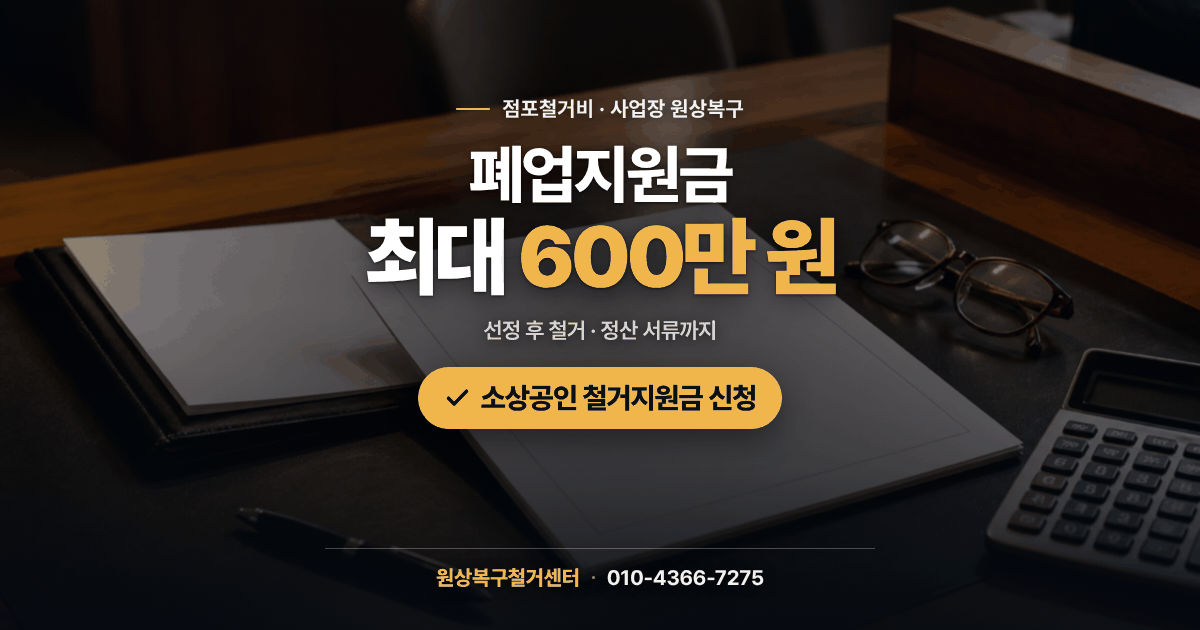 점포철거비 · 사업장 원상복구
폐업지원금
최대 600만 원
선정 후 철거 · 정산 서류까지
소상공인 철거지원금 신청
원상복구철거센터 · 010-4366-7275